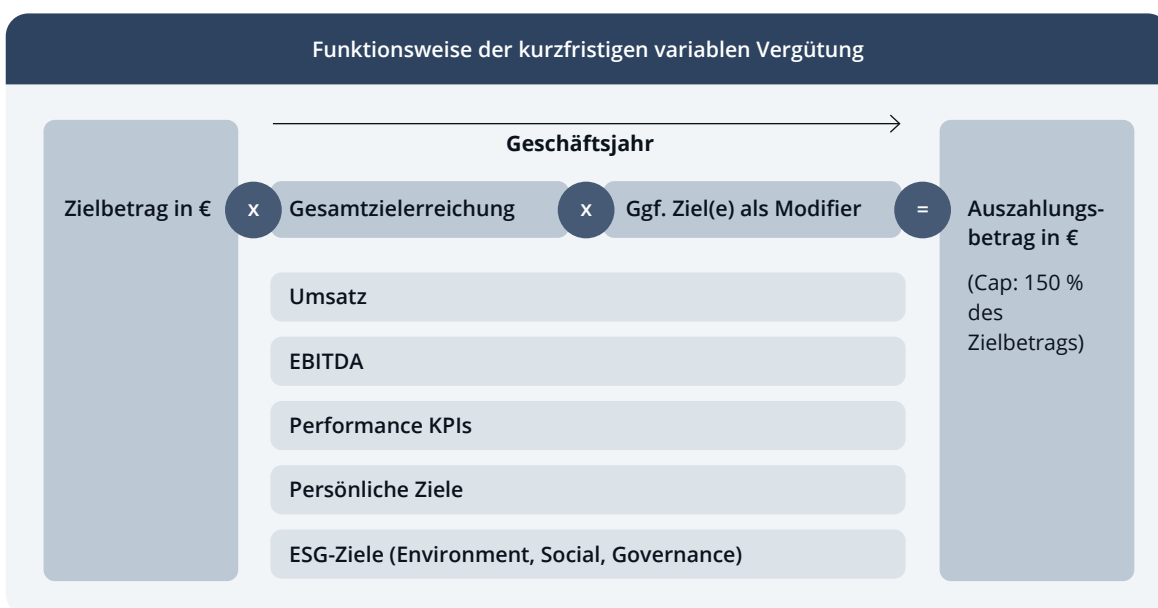 Funktionsweise der kurzfristigen variablen Vergütung
Geschäftsjahr
Zielbetrag in €
x
Gesamtzielerreichung
x
Ggf. Ziel(e) als Modifier
=
Auszahlungs-
betrag in €
(Cap: 150 %
des
Zielbetrags)
Umsatz
EBITDA
Performance KPIs
Persönliche Ziele
ESG-Ziele (Environment, Social, Governance)